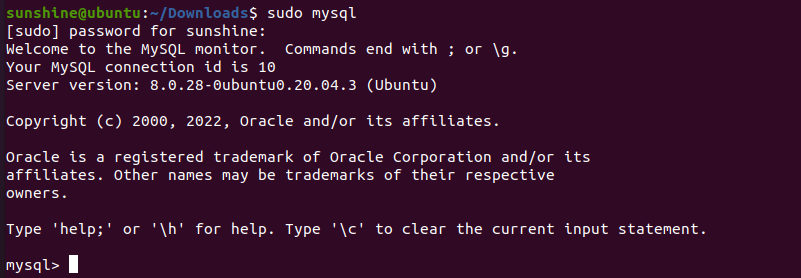 sunshine@ubuntu:~/Downloads$ sudo mysql
[sudo] password for sunshine:
Welcome to the MySQL monitor.  Commands end with ; or \g.
Your MySQL connection id is 10
Server version: 8.0.28-0ubuntu0.20.04.3 (Ubuntu)
Copyright (c) 2000, 2022, Oracle and/or its affiliates.
Oracle is a registered trademark of Oracle Corporation and/or its
affiliates. Other names may be trademarks of their respective
owners.
Type 'help;' or '\h' for help. Type '\c' to clear the current input statement.
mysql>